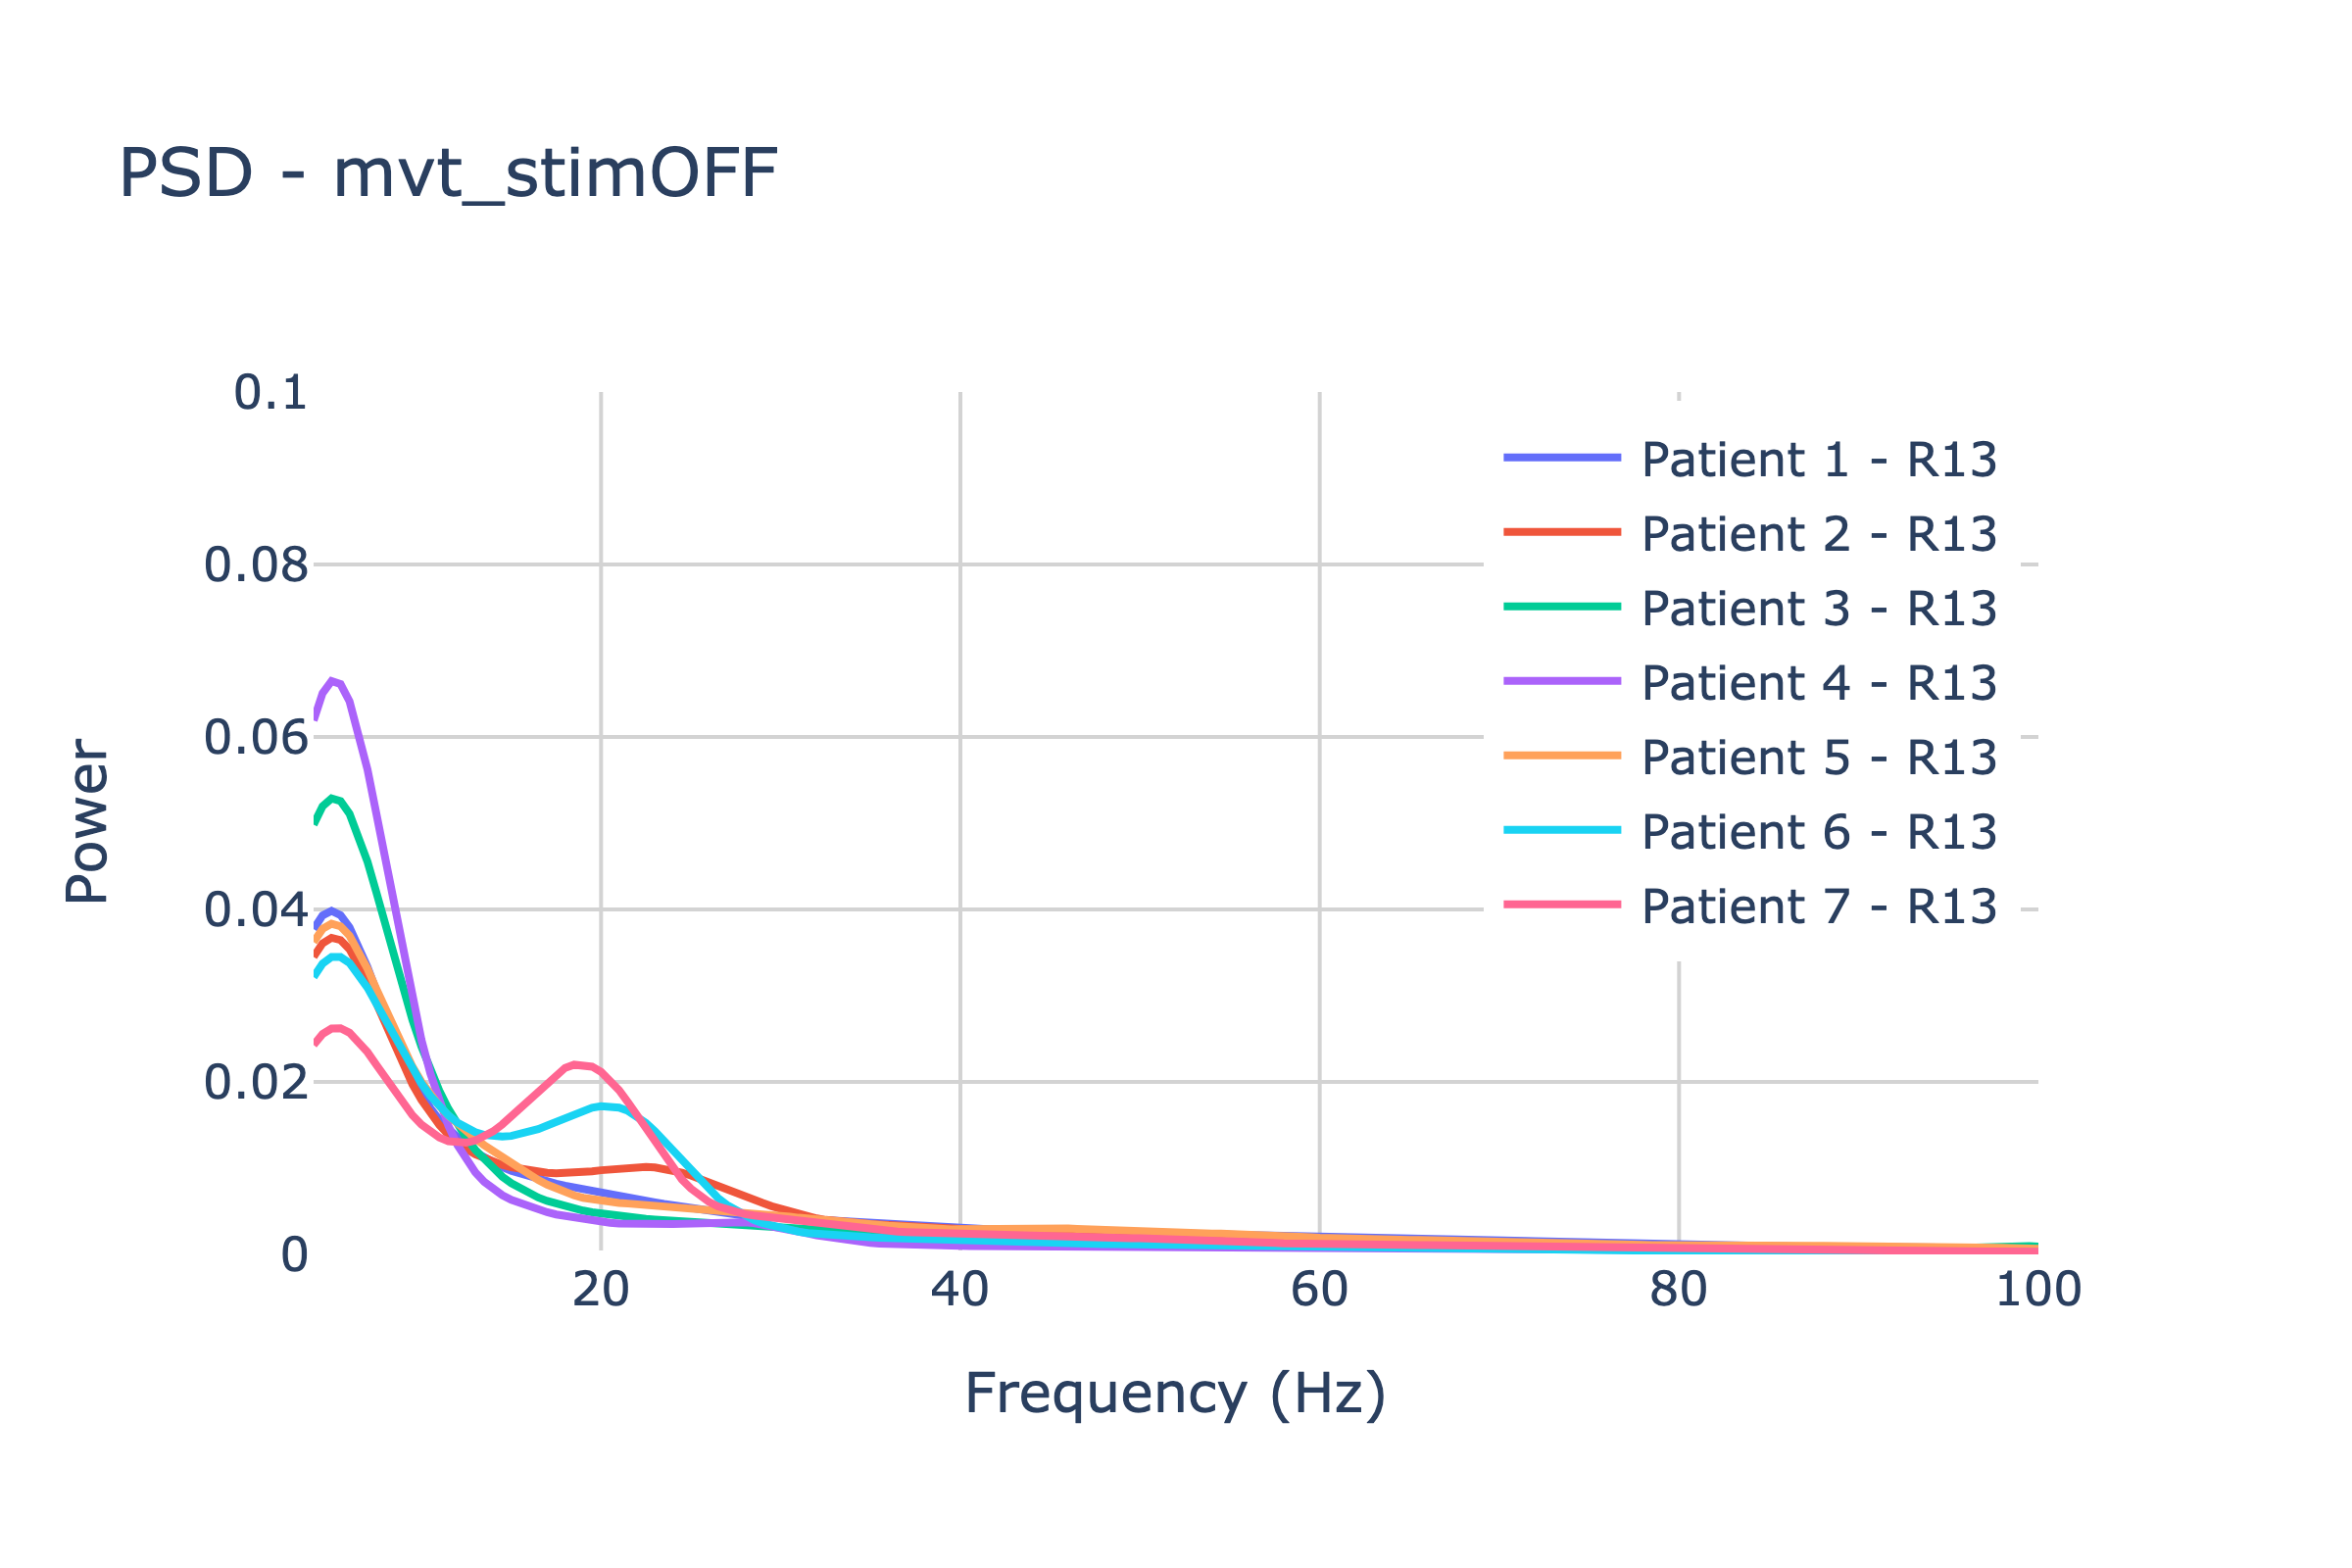 PSD - mvt_stimOFF
0.1
0.08
0.06
0.04
0.02
0
Power
20 40 60 80 100
Frequency (Hz)
Patient 1 - R13
Patient 2 - R13
Patient 3 - R13
Patient 4 - R13
Patient 5 - R13
Patient 6 - R13
Patient 7 - R13